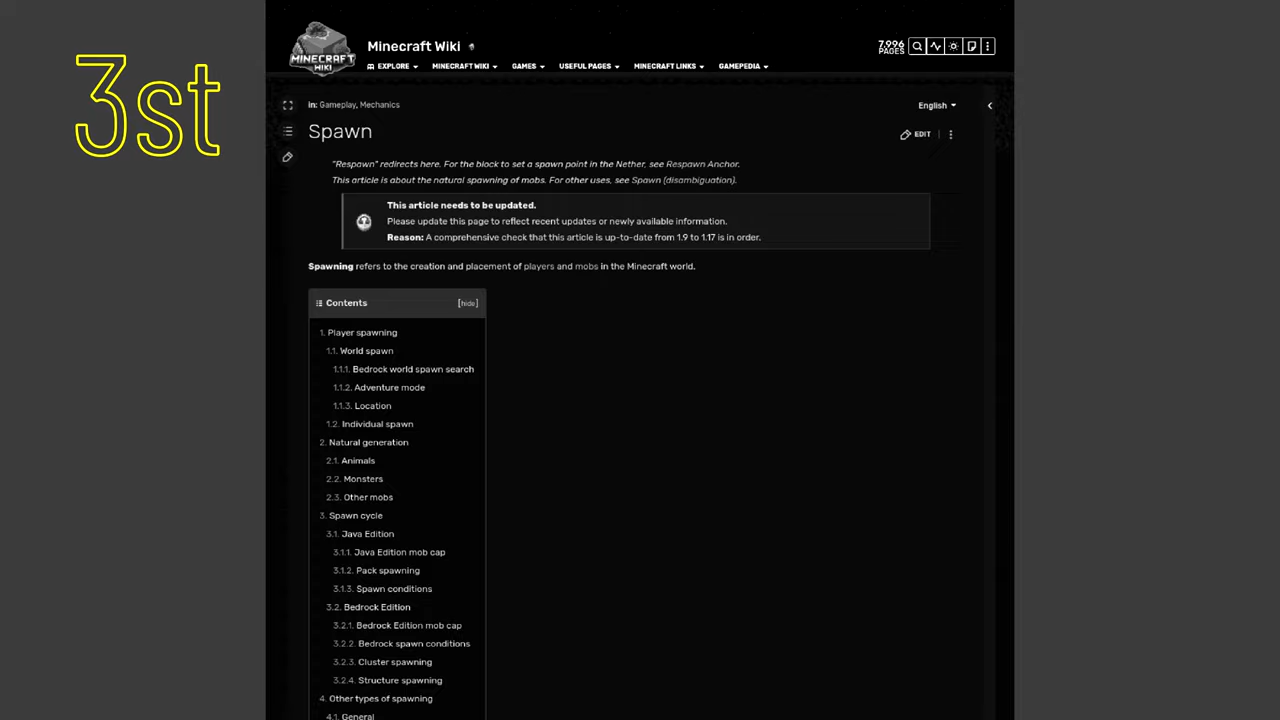 3st
MINECRAFT
WIKI
Minecraft Wiki
7,996
PAGES
EXPLORE
MINECRAFT WIKI
GAMES
USEFUL PAGES
MINECRAFT LINKS
GAMEPEDIA
in: Gameplay, Mechanics
English
Spawn
EDIT
"Respawn" redirects here. For the block to set a spawn point in the Nether, see Respawn Anchor.
This article is about the natural spawning of mobs. For other uses, see Spawn (disambiguation).
This article needs to be updated.
Please update this page to reflect recent updates or newly available information.
Reason: A comprehensive check that this article is up-to-date from 1.9 to 1.17 is in order.
Spawning refers to the creation and placement of players and mobs in the Minecraft world.
Contents [hide]
1. Player spawning
1.1. World spawn
1.1.1. Bedrock world spawn search
1.1.2. Adventure mode
1.1.3. Location
1.2. Individual spawn
2. Natural generation
2.1. Animals
2.2. Monsters
2.3. Other mobs
3. Spawn cycle
3.1. Java Edition
3.1.1. Java Edition mob cap
3.1.2. Pack spawning
3.1.3. Spawn conditions
3.2. Bedrock Edition
3.2.1. Bedrock Edition mob cap
3.2.2. Bedrock spawn conditions
3.2.3. Cluster spawning
3.2.4. Structure spawning
4. Other types of spawning
4.1. General